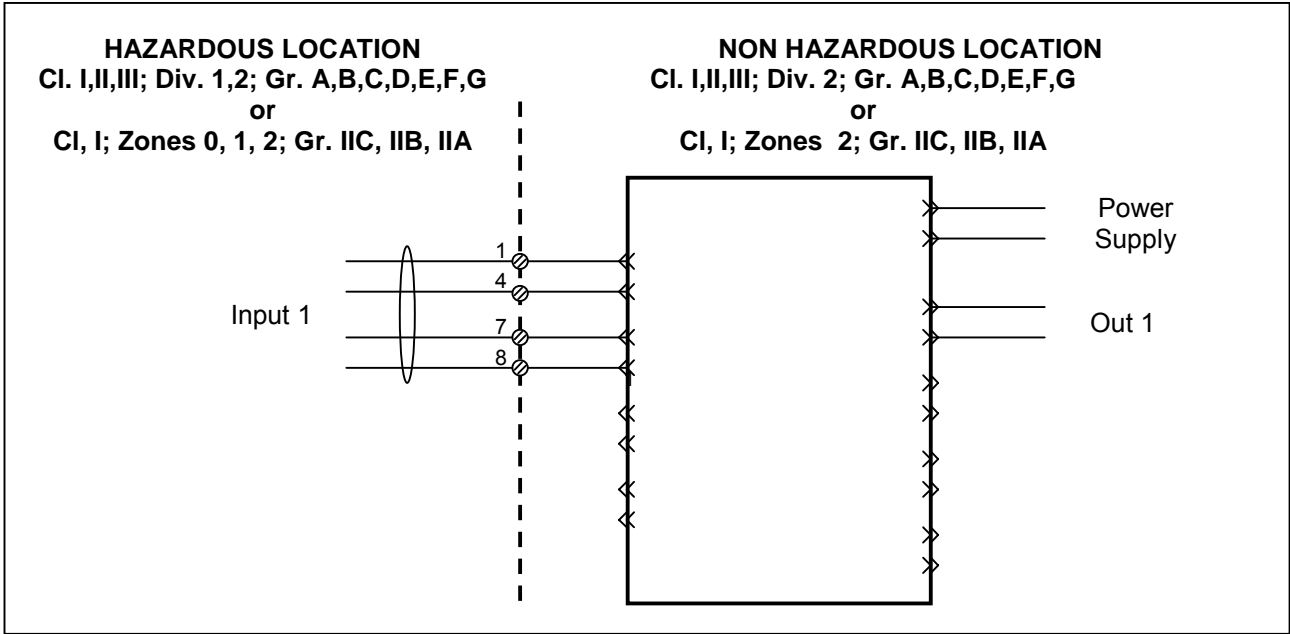 HAZARDOUS LOCATION
Cl. I,II,III; Div. 1,2; Gr. A,B,C,D,E,F,G
or
Cl, I; Zones 0, 1, 2; Gr. IIC, IIB, IIA
NON HAZARDOUS LOCATION
Cl. I,II,III; Div. 2; Gr. A,B,C,D,E,F,G
or
Cl, I; Zones 2; Gr. IIC, IIB, IIA
1
4
7
8
Input 1
Power
Supply
Out 1